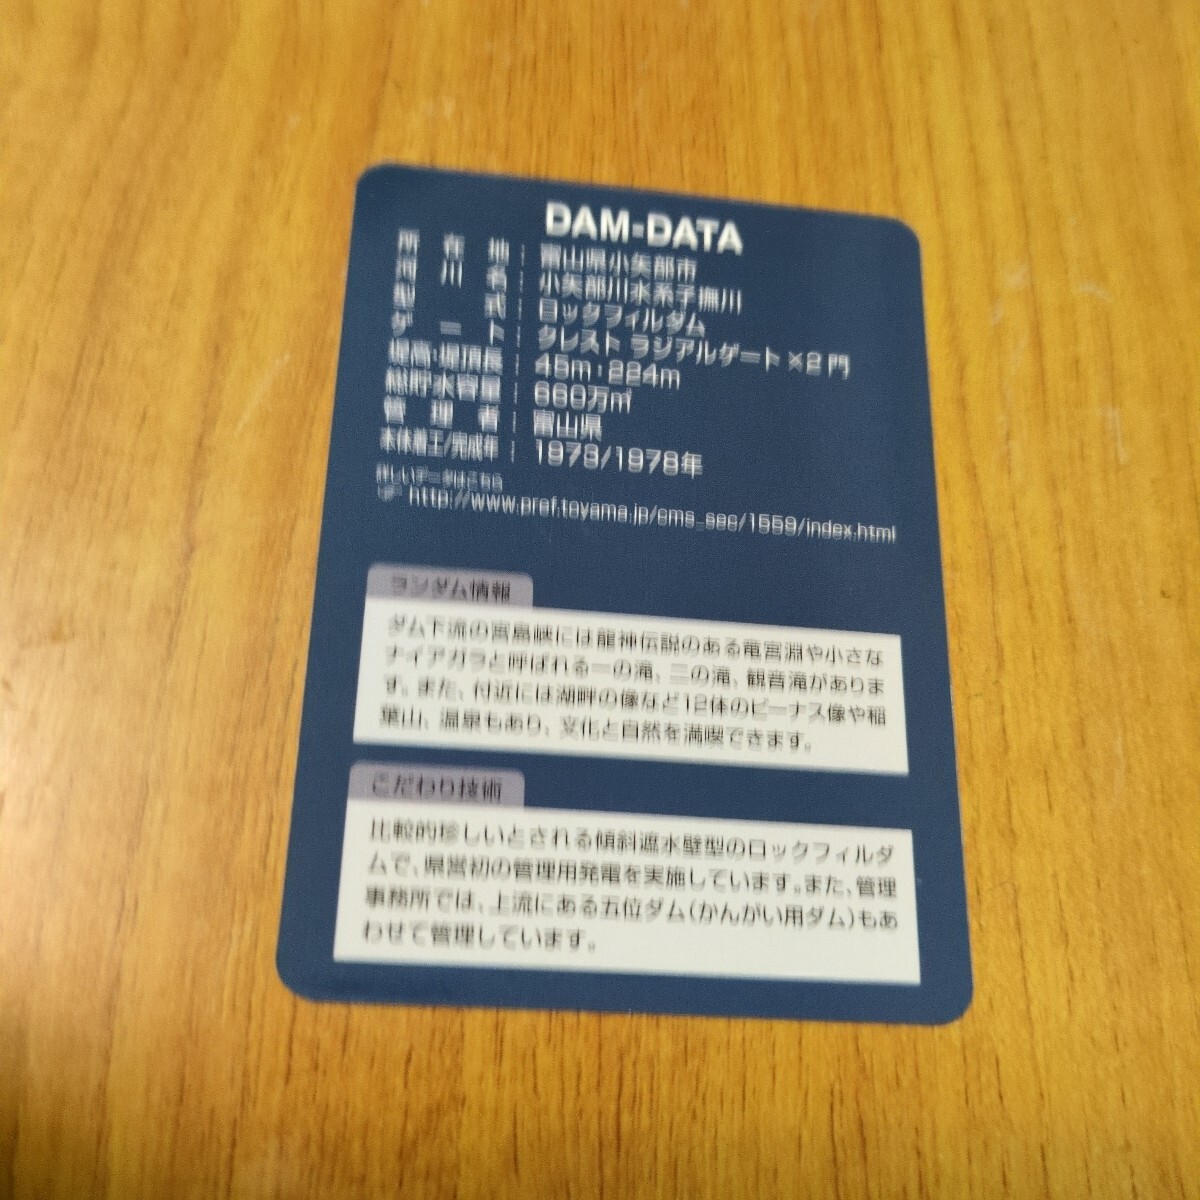 DAM-DATA
所在地：富山県小矢部市
河川名：小矢部川水系子撫川
型式：ロックフィルダム
ゲート：クレスト ラジアルゲート×2門
堤高・堤頂長：45m・224m
総貯水容量：660万㎥
管理者：富山県
本体着工/完成年：1973/1978年
詳しいデータはこちら
☞ http://www.pref.toyama.jp/cms_sec/1559/index.html
ランダム情報
ダム下流の宮島峡には龍神伝説のある竜宮淵や小さな
ナイアガラと呼ばれる一の滝、二の滝、観音滝がありま
す。また、付近には湖畔の像など12体のビーナス像や稲
葉山、温泉もあり、文化と自然を満喫できます。
こだわり技術
比較的珍しいとされる傾斜遮水壁型のロックフィルダ
ムで、県営初の管理用発電を実施しています。また、管理
事務所では、上流にある五位ダム（かんがい用ダム）もあ
わせて管理しています。